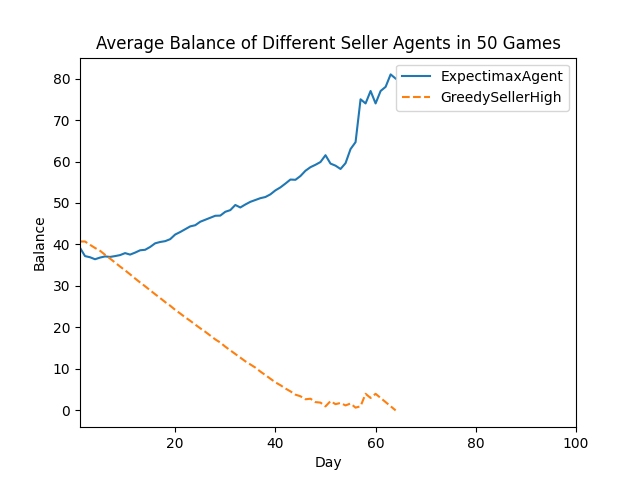 Average Balance of Different Seller Agents in 50 Games
ExpectimaxAgent
GreedySellerHigh
80
70
60
50
40
30
20
10
0
Balance
20
40
60
80
100
Day